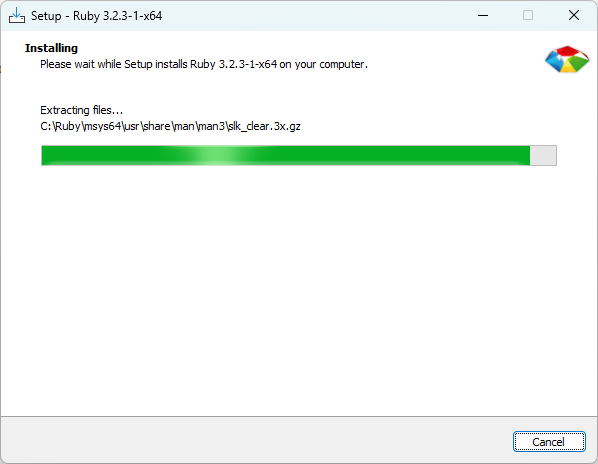 Setup - Ruby 3.2.3-1-x64
Installing
Please wait while Setup installs Ruby 3.2.3-1-x64 on your computer.
Extracting files...
C:\Ruby\msys64\usr\share\man\man3\slk_clear.3x.gz
Cancel